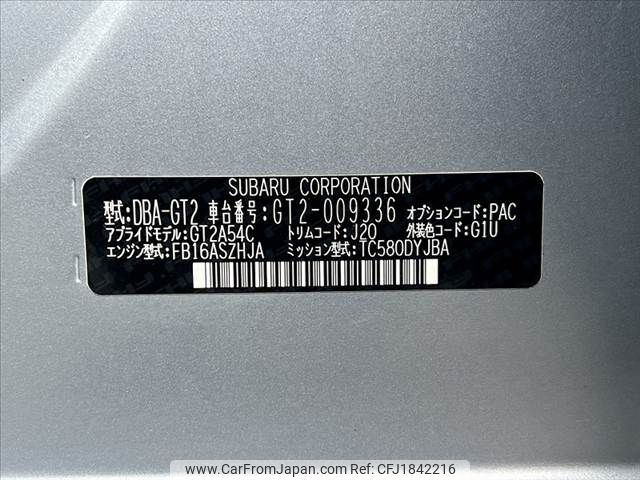 SUBARU CORPORATION
型式:DBA-GT2 車台番号:GT2-009336 オプションコード:PAC
アプライドモデル:GT2A54C トリムコード:J20 外装色コード:G1U
エンジン型式:FB16ASZHJA ミッション型式:TC580DYJBA
www.carfromjapan.com • CFJ1842216